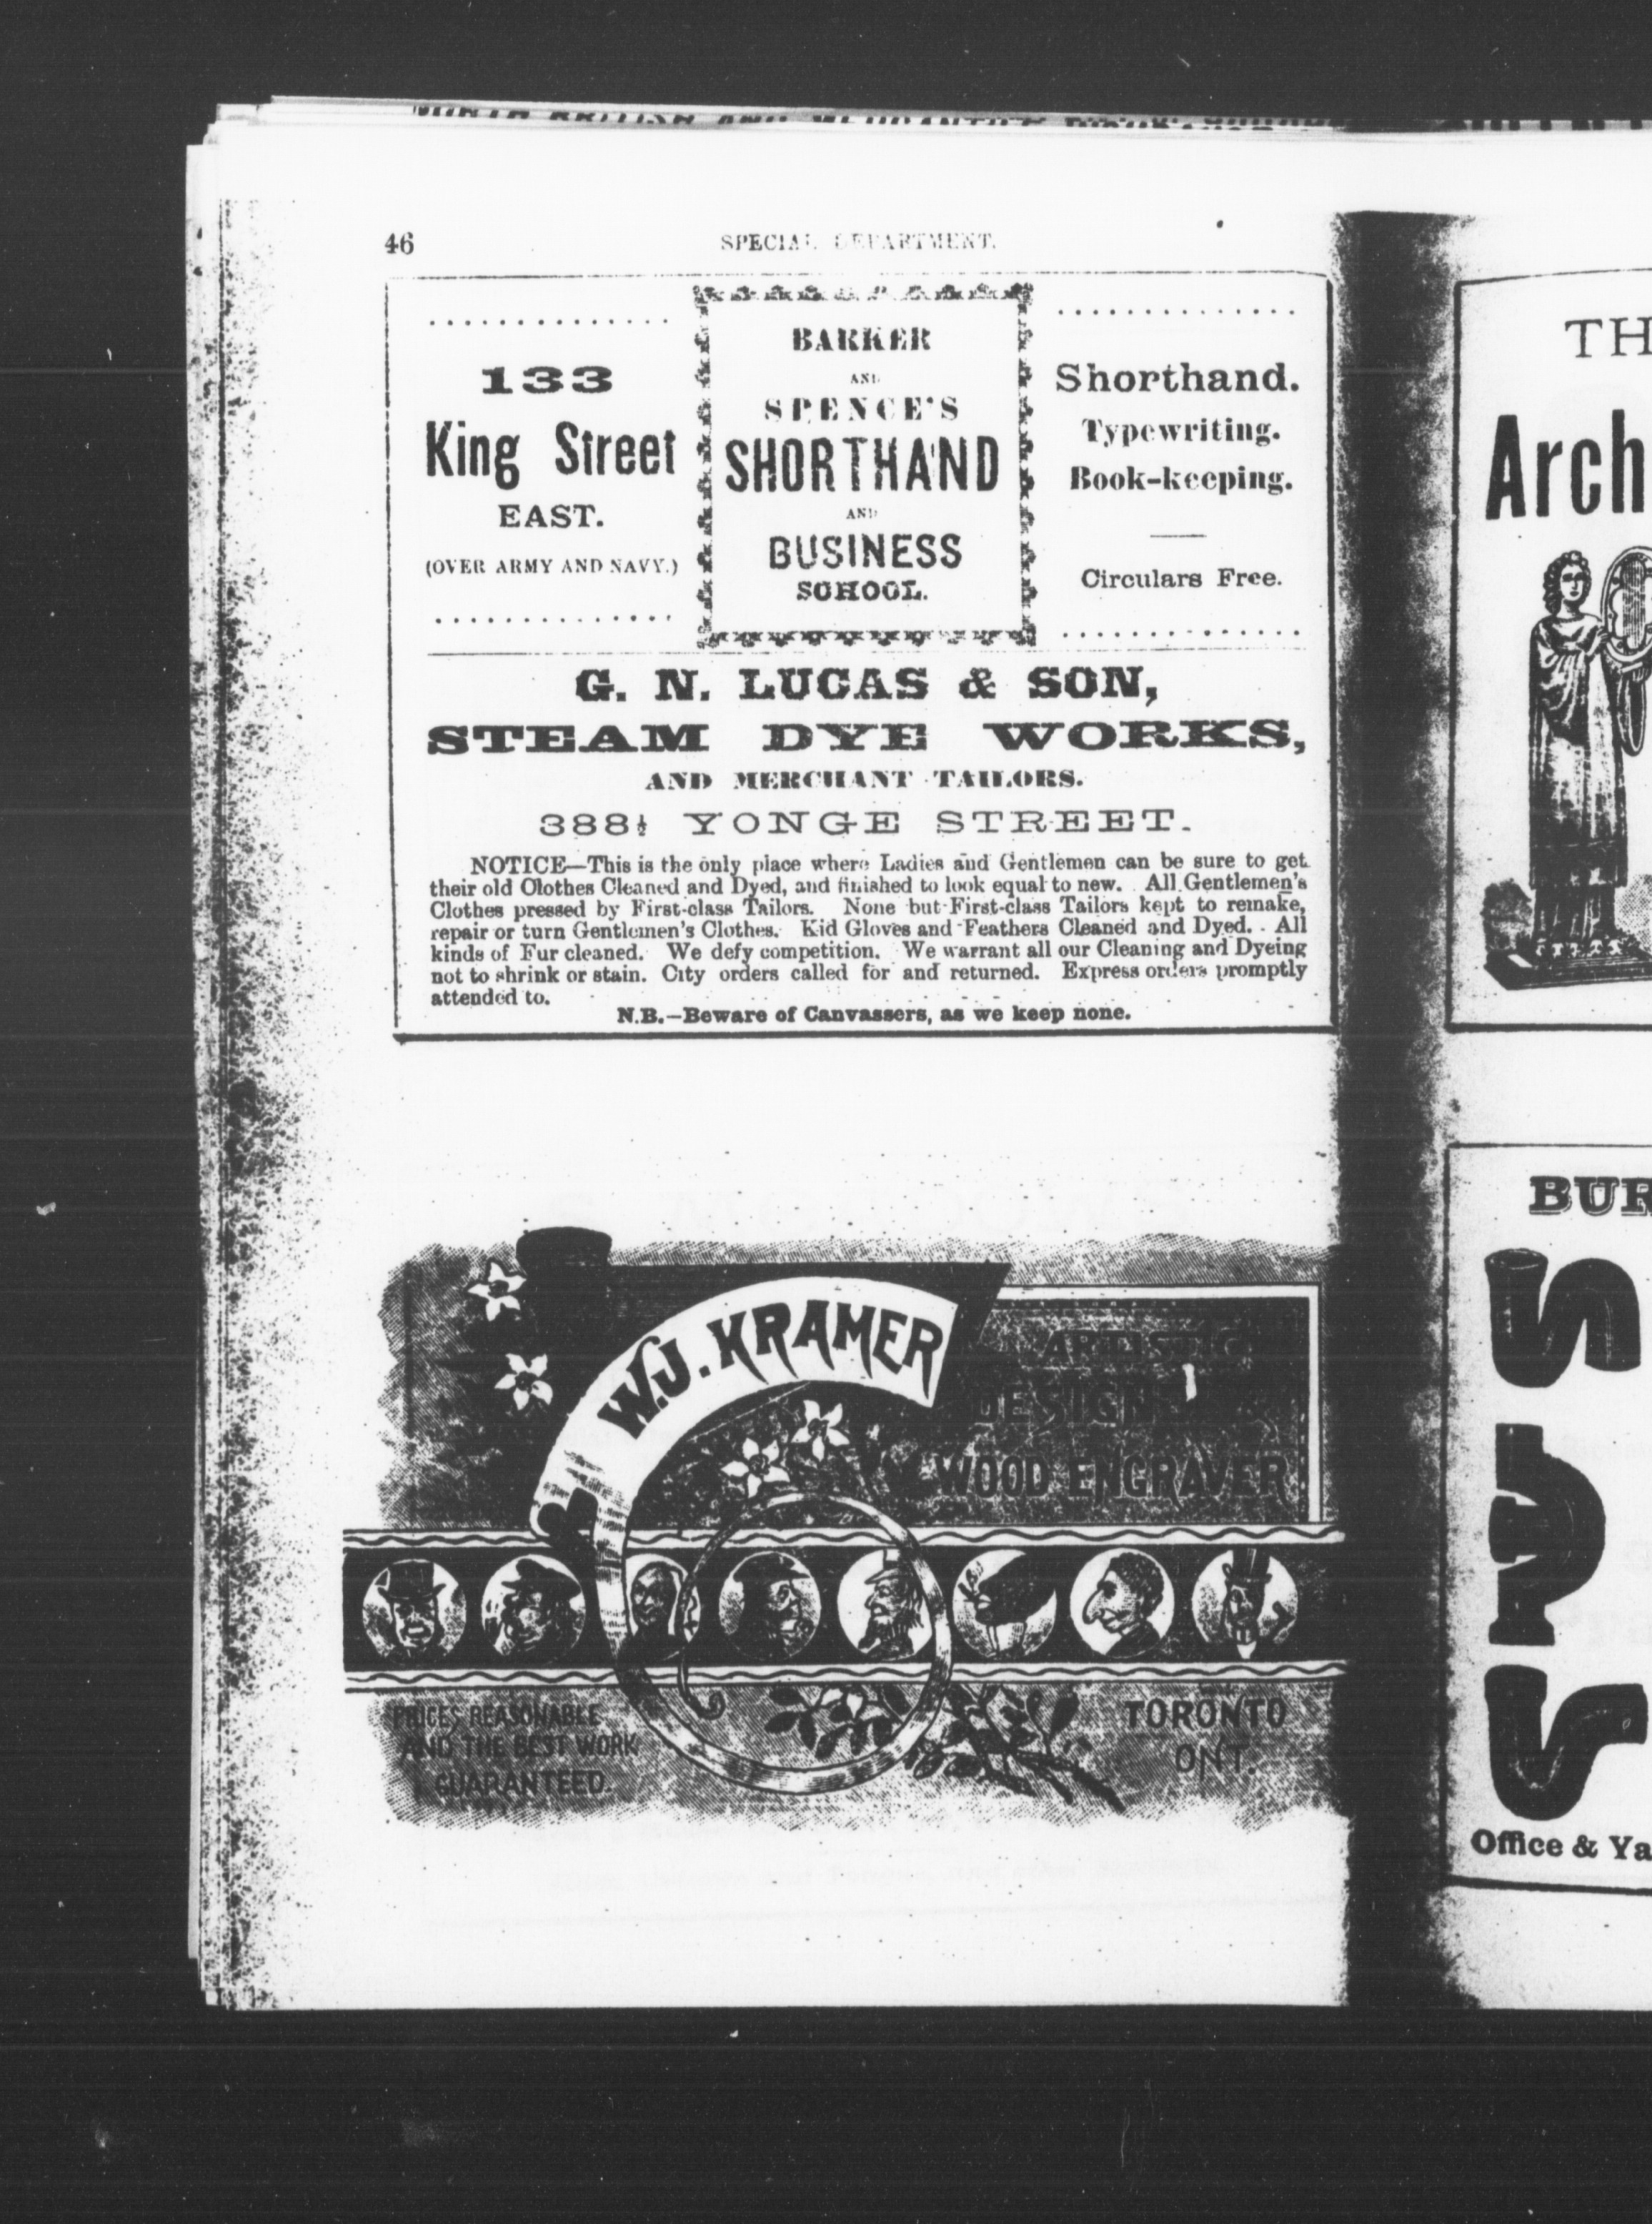 46
SPECIAL DEPARTMENT.
133
King Street
EAST.
(OVER ARMY AND NAVY.)
BARKER
AND
SPENCE'S
SHORTHAND
AND
BUSINESS
SCHOOL.
Shorthand.
Typewriting.
Book-keeping.
Circulars Free.
G. N. LUCAS & SON,
STEAM DYE WORKS,
AND MERCHANT TAILORS.
388½ YONGE STREET.
NOTICE—This is the only place where Ladies and Gentlemen can be sure to get
their old Clothes Cleaned and Dyed, and finished to look equal to new. All Gentlemen's
Clothes pressed by First-class Tailors. None but First-class Tailors kept to remake,
repair or turn Gentlemen's Clothes. Kid Gloves and Feathers Cleaned and Dyed. All
kinds of Fur cleaned. We defy competition. We warrant all our Cleaning and Dyeing
not to shrink or stain. City orders called for and returned. Express orders promptly
attended to.
N.B.—Beware of Canvassers, as we keep none.
W.J. KRAMER
ARTISTIC
DESIGNER &
WOOD ENGRAVER
PRICES REASONABLE
AND THE BEST WORK
GUARANTEED.
TORONTO
ONT.
TH
Arch
BUR
Office & Ya